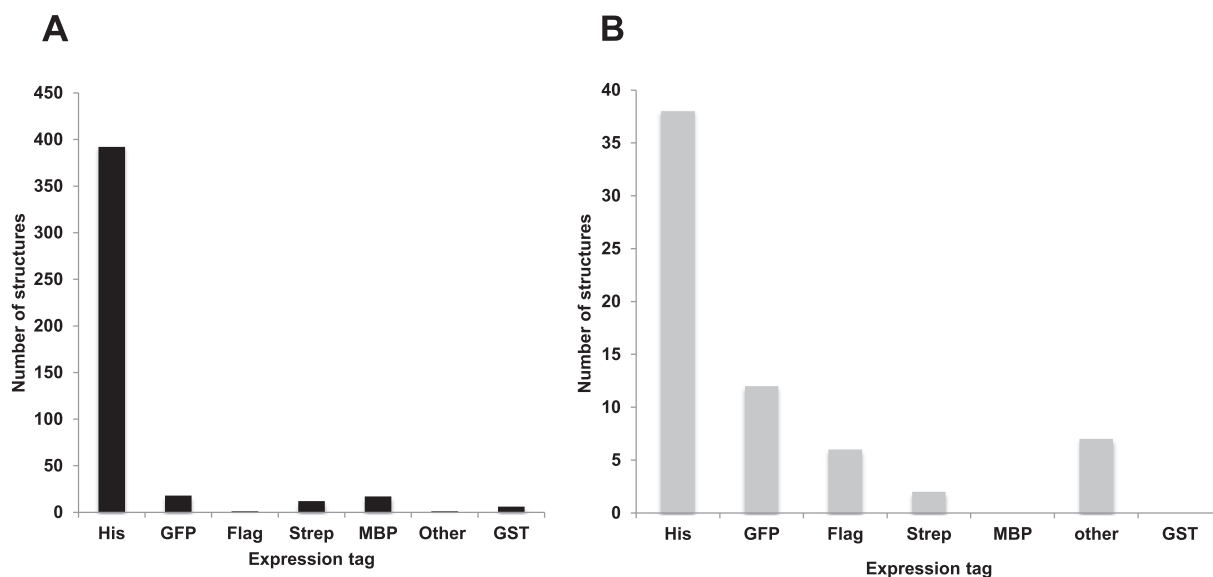 A
Number of structures
450
400
350
300
250
200
150
100
50
0
His GFP Flag Strep MBP Other GST
Expression tag
B
Number of structures
40
35
30
25
20
15
10
5
0
His GFP Flag Strep MBP other GST
Expression tag